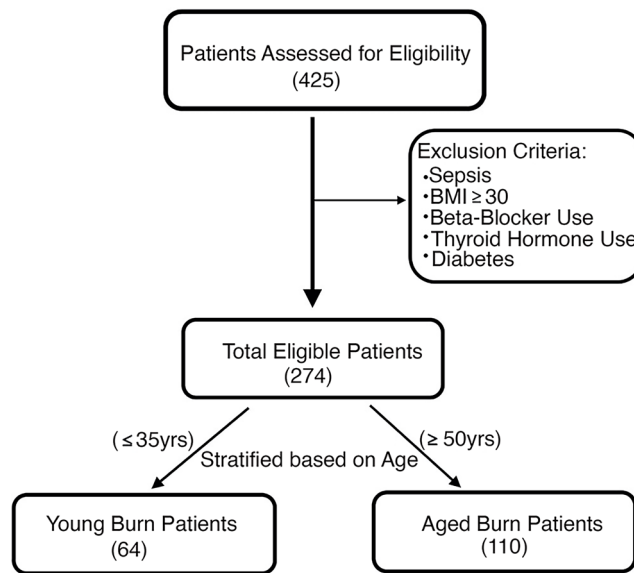 Patients Assessed for Eligibility
(425)
Exclusion Criteria:
•Sepsis
•BMI ≥ 30
•Beta-Blocker Use
•Thyroid Hormone Use
•Diabetes
Total Eligible Patients
(274)
(≤35yrs)
(≥ 50yrs)
Stratified based on Age
Young Burn Patients
(64)
Aged Burn Patients
(110)